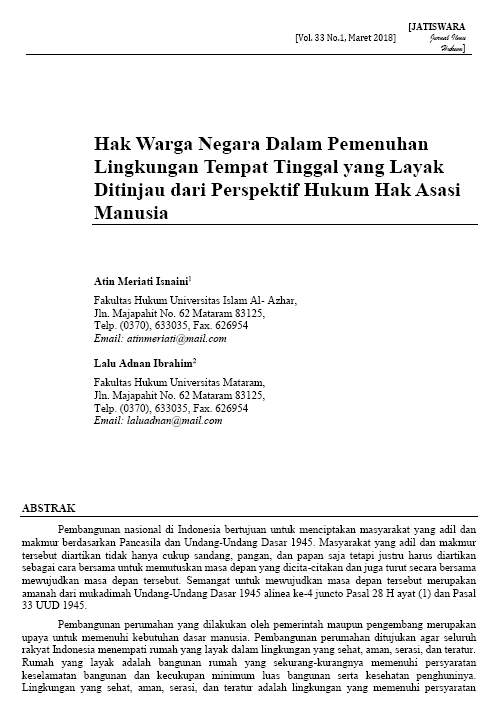 [JATISWARA
[Vol. 33 No.1, Maret 2018] Jurnal Ilmu
Hukum]
Hak Warga Negara Dalam Pemenuhan
Lingkungan Tempat Tinggal yang Layak
Ditinjau dari Perspektif Hukum Hak Asasi
Manusia
Atin Meriati Isnaini¹
Fakultas Hukum Universitas Islam Al- Azhar,
Jln. Majapahit No. 62 Mataram 83125,
Telp. (0370), 633035, Fax. 626954
Email: atinmeriati@mail.com
Lalu Adnan Ibrahim²
Fakultas Hukum Universitas Mataram,
Jln. Majapahit No. 62 Mataram 83125,
Telp. (0370), 633035, Fax. 626954
Email: laluadnan@mail.com
ABSTRAK
Pembangunan nasional di Indonesia bertujuan untuk menciptakan masyarakat yang adil dan
makmur berdasarkan Pancasila dan Undang-Undang Dasar 1945. Masyarakat yang adil dan makmur
tersebut diartikan tidak hanya cukup sandang, pangan, dan papan saja tetapi justru harus diartikan
sebagai cara bersama untuk memutuskan masa depan yang dicita-citakan dan juga turut secara bersama
mewujudkan masa depan tersebut. Semangat untuk mewujudkan masa depan tersebut merupakan
amanah dari mukadimah Undang-Undang Dasar 1945 alinea ke-4 juncto Pasal 28 H ayat (1) dan Pasal
33 UUD 1945.
Pembangunan perumahan yang dilakukan oleh pemerintah maupun pengembang merupakan
upaya untuk memenuhi kebutuhan dasar manusia. Pembangunan perumahan ditujukan agar seluruh
rakyat Indonesia menempati rumah yang layak dalam lingkungan yang sehat, aman, serasi, dan teratur.
Rumah yang layak adalah bangunan rumah yang sekurang-kurangnya memenuhi persyaratan
keselamatan bangunan dan kecukupan minimum luas bangunan serta kesehatan penghuninya.
Lingkungan yang sehat, aman, serasi, dan teratur adalah lingkungan yang memenuhi persyaratan